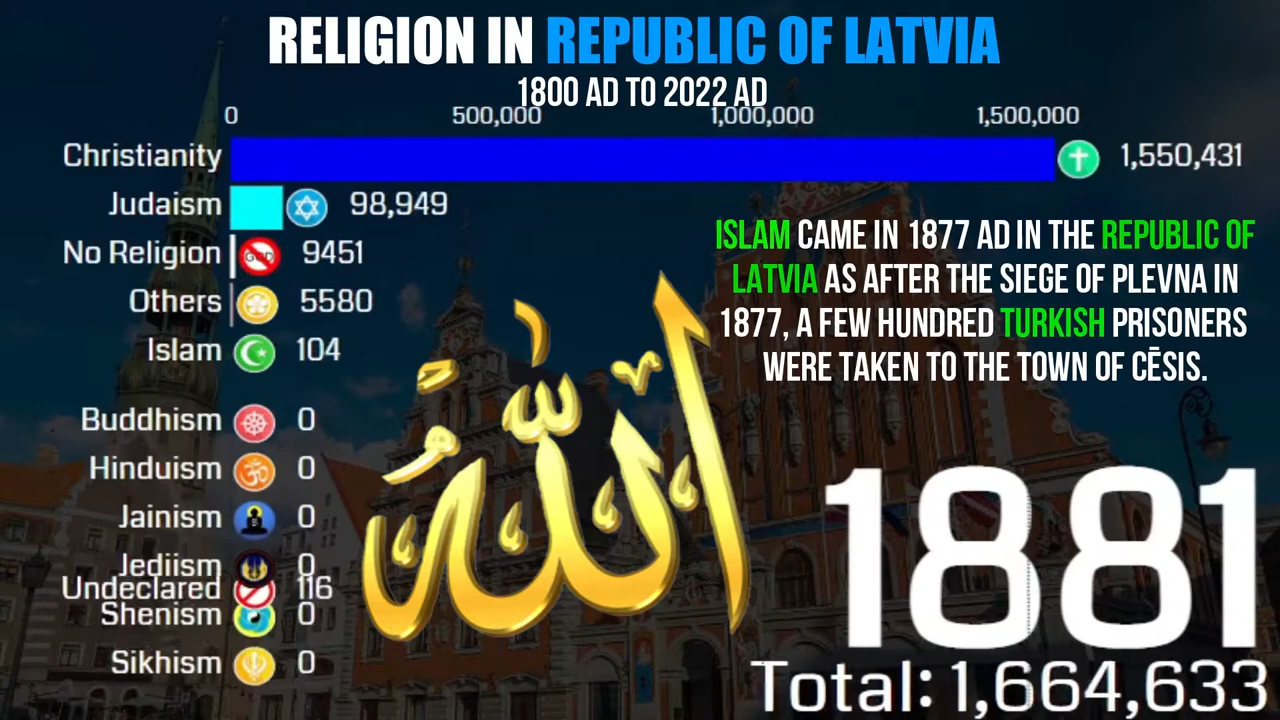 RELIGION IN REPUBLIC OF LATVIA
1800 AD TO 2022 AD
0 500,000 1,000,000 1,500,000
Christianity 1,550,431
Judaism 98,949
No Religion GOD 9451
Others 5580
Islam 104
Buddhism 0
Hinduism ॐ 0
Jainism 0
Jediism 0
Undeclared 116
Shenism 0
Sikhism 0
ISLAM CAME IN 1877 AD IN THE REPUBLIC OF
LATVIA AS AFTER THE SIEGE OF PLEVNA IN
1877, A FEW HUNDRED TURKISH PRISONERS
WERE TAKEN TO THE TOWN OF CĒSIS.
اللّٰهُ
1881
Total: 1,664,633